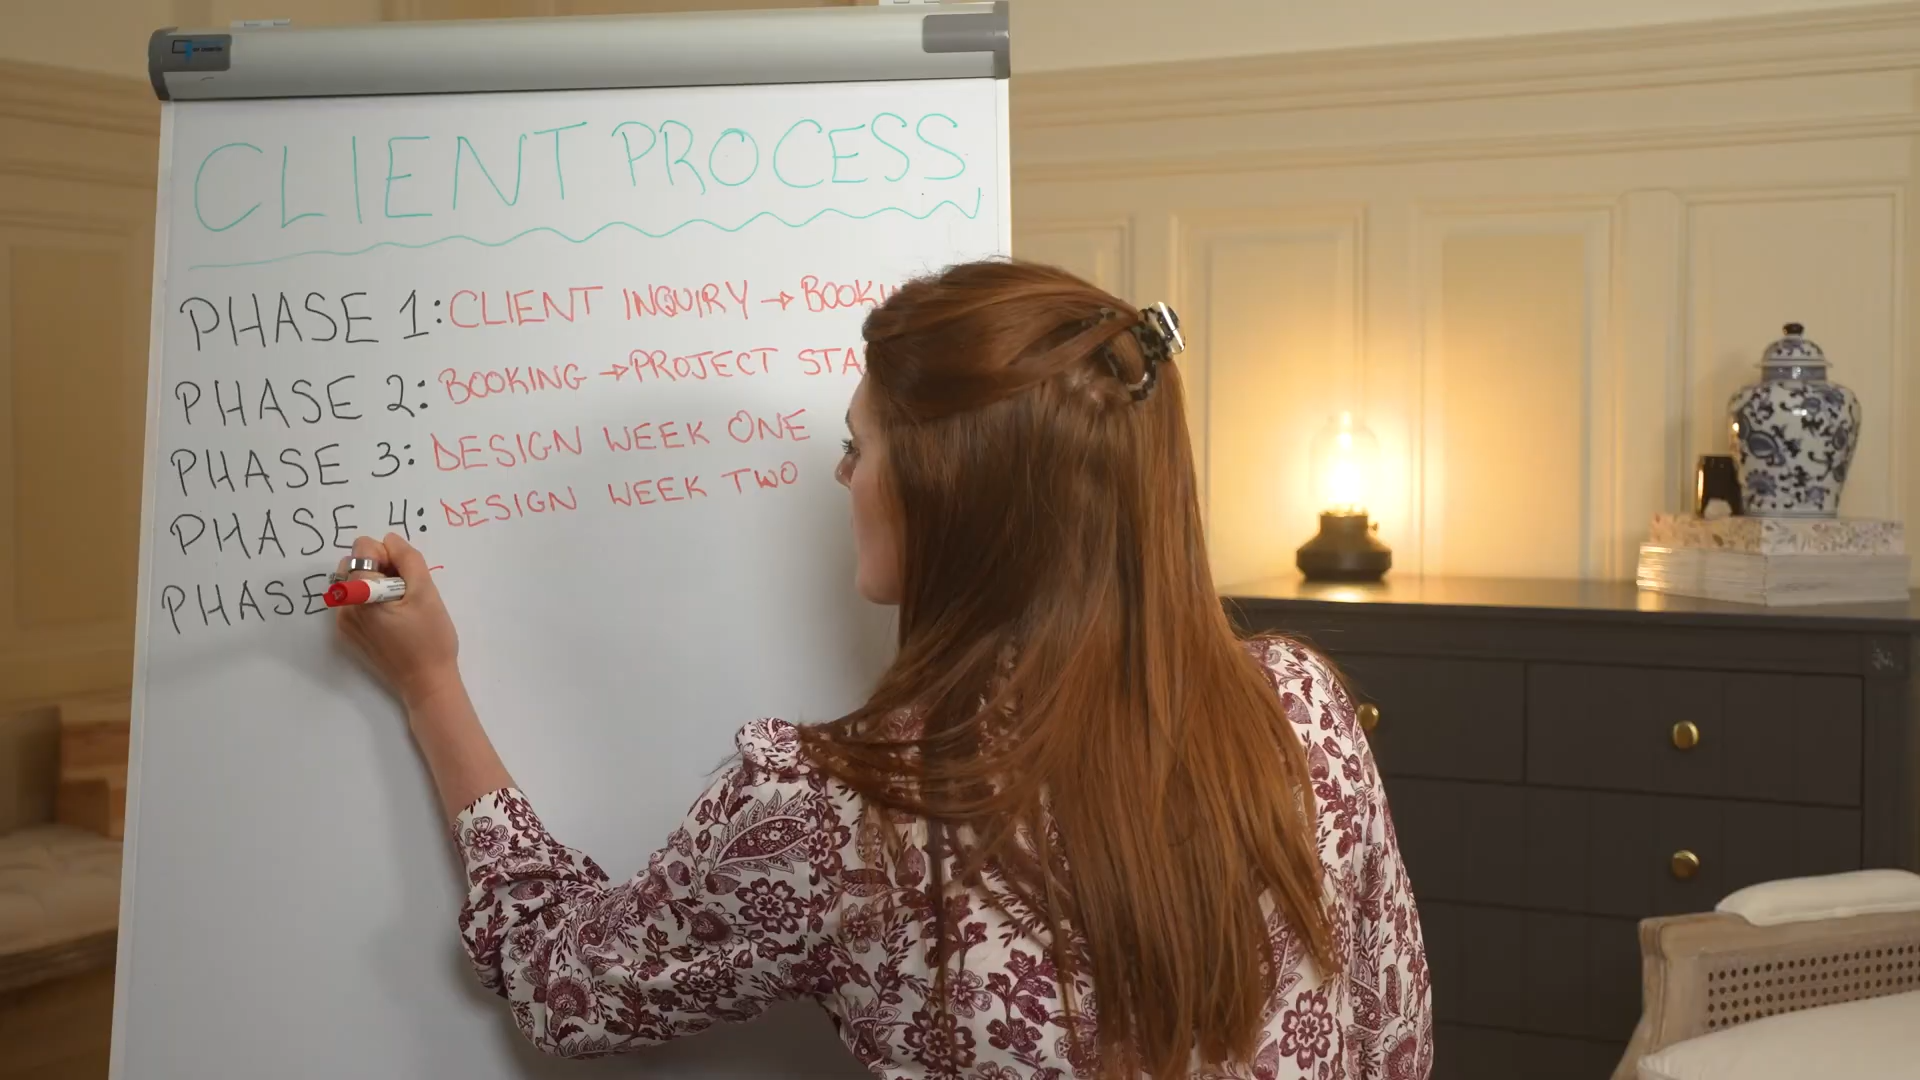 CLIENT PROCESS
PHASE 1: CLIENT INQUIRY → BOOKIN
PHASE 2: BOOKING → PROJECT STA
PHASE 3: DESIGN WEEK ONE
PHASE 4: DESIGN WEEK TWO
PHASE